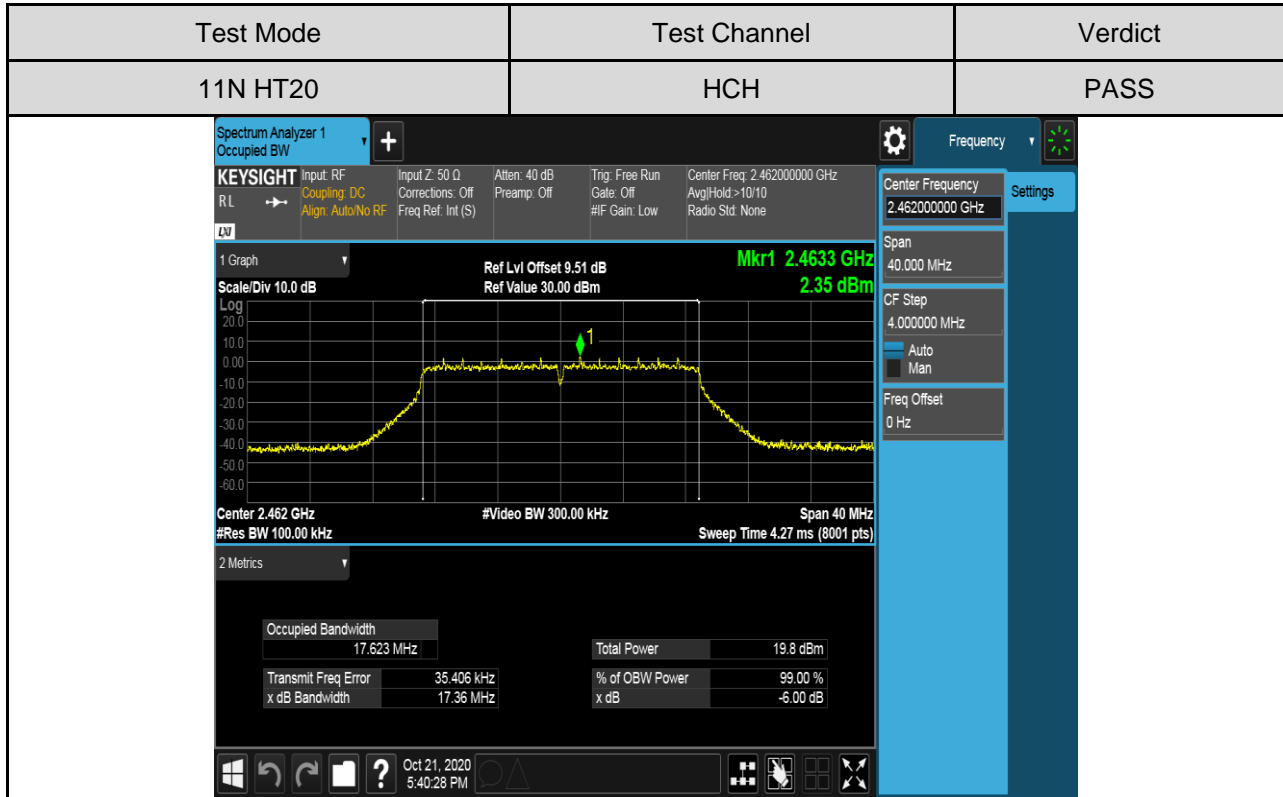 Test Mode Test Channel Verdict
11N HT20 HCH PASS
Spectrum Analyzer 1
Occupied BW
+
Frequency
KEYSIGHT
RL
LXI
Input: RF
Coupling: DC
Align: Auto/No RF
Input Z: 50 Ω
Corrections: Off
Freq Ref: Int (S)
Atten: 40 dB
Preamp: Off
Trig: Free Run
Gate: Off
#IF Gain: Low
Center Freq: 2.462000000 GHz
Avg|Hold:>10/10
Radio Std: None
Center Frequency
2.462000000 GHz
Settings
Span
40.000 MHz
CF Step
4.000000 MHz
Auto
Man
Freq Offset
0 Hz
1 Graph
Scale/Div 10.0 dB
Ref Lvl Offset 9.51 dB
Ref Value 30.00 dBm
Mkr1 2.4633 GHz
2.35 dBm
Log
20.0
10.0
0.00
-10.0
-20.0
-30.0
-40.0
-50.0
-60.0
1
Center 2.462 GHz
#Res BW 100.00 kHz
#Video BW 300.00 kHz
Span 40 MHz
Sweep Time 4.27 ms (8001 pts)
2 Metrics
Occupied Bandwidth
17.623 MHz
Total Power 19.8 dBm
Transmit Freq Error 35.406 kHz
% of OBW Power 99.00 %
x dB Bandwidth 17.36 MHz
x dB -6.00 dB
?
Oct 21, 2020
5:40:28 PM